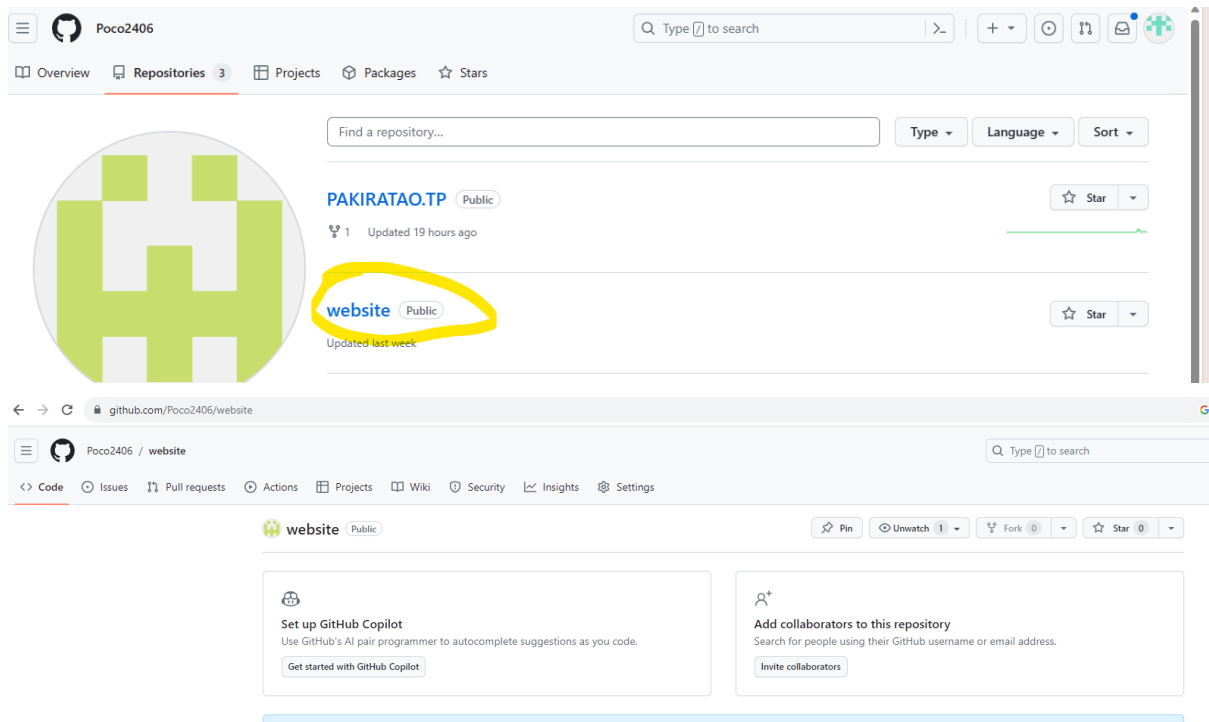 Poco2406 Type / to search
Overview Repositories 3 Projects Packages Stars
Find a repository... Type Language Sort
PAKIRATAO.TP Public Star
1 Updated 19 hours ago
website Public Star
Updated last week
github.com/Poco2406/website G
Poco2406 / website Type / to search
Code Issues Pull requests Actions Projects Wiki Security Insights Settings
website Public Pin Unwatch 1 Fork 0 Star 0
Set up GitHub Copilot
Use GitHub's AI pair programmer to autocomplete suggestions as you code.
Get started with GitHub Copilot
Add collaborators to this repository
Search for people using their GitHub username or email address.
Invite collaborators